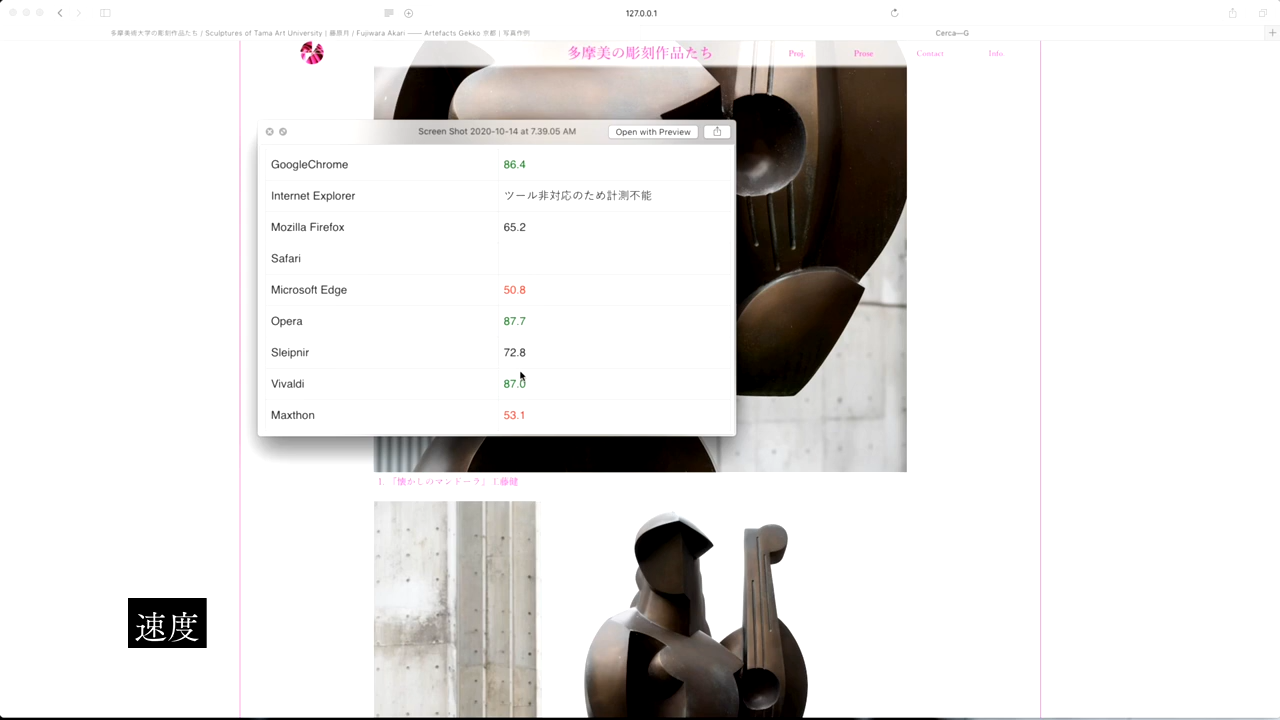 127.0.0.1
多摩美術大学の彫刻作品たち / Sculptures of Tama Art University | 藤原月 / Fujiwara Akari —— Artefacts Gekko 京都 | 写真作例
Cerca—G
多摩美の彫刻作品たち
Proj.
Prose
Contact
Info
Screen Shot 2020-10-14 at 7.39.05 AM
Open with Preview
GoogleChrome 86.4
Internet Explorer ツール非対応のため計測不能
Mozilla Firefox 65.2
Safari
Microsoft Edge 50.8
Opera 87.7
Sleipnir 72.8
Vivaldi 87.0
Maxthon 53.1
1. 「懐かしのマンドーラ」工藤健
速度